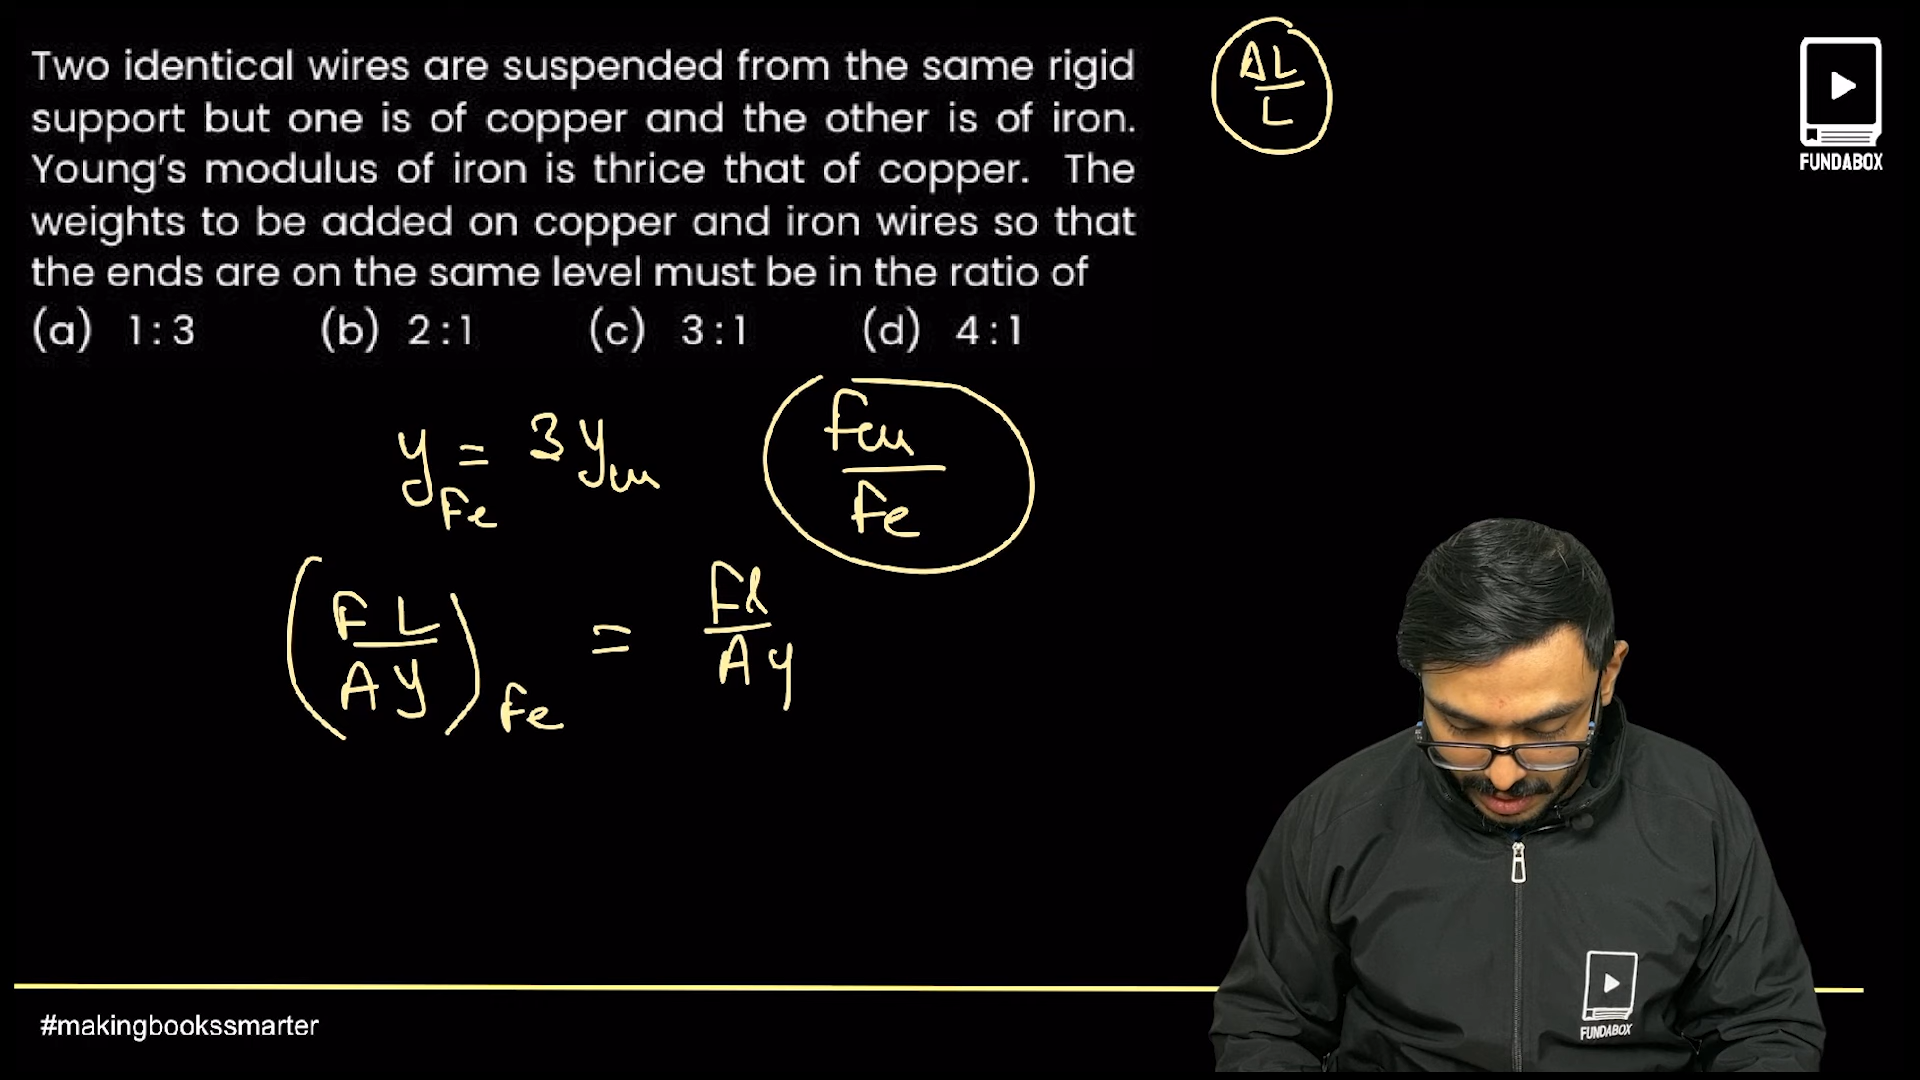 Two identical wires are suspended from the same rigid
support but one is of copper and the other is of iron.
Young's modulus of iron is thrice that of copper. The
weights to be added on copper and iron wires so that
the ends are on the same level must be in the ratio of
(a) 1 : 3 (b) 2 : 1 (c) 3 : 1 (d) 4 : 1
ΔL
L
FUNDABOX
y_Fe = 3y_cu
Fcu
Fe
(FL/AY)_Fe = Fl/Ay
FUNDABOX
#makingbookssmarter